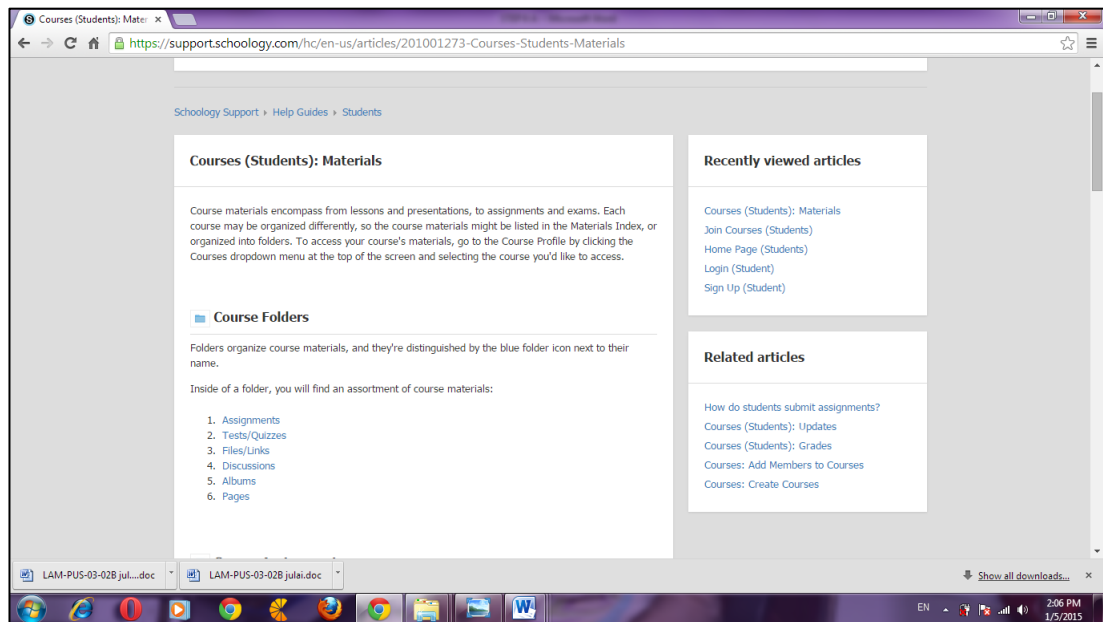 Courses (Students): Mater
https://support.schoology.com/hc/en-us/articles/201001273-Courses-Students-Materials
Schoology Support ▸ Help Guides ▸ Students
Courses (Students): Materials
Course materials encompass from lessons and presentations, to assignments and exams. Each
course may be organized differently, so the course materials might be listed in the Materials Index, or
organized into folders. To access your course's materials, go to the Course Profile by clicking the
Courses dropdown menu at the top of the screen and selecting the course you'd like to access.
Course Folders
Folders organize course materials, and they're distinguished by the blue folder icon next to their
name.
Inside of a folder, you will find an assortment of course materials:
1. Assignments
2. Tests/Quizzes
3. Files/Links
4. Discussions
5. Albums
6. Pages
Recently viewed articles
Courses (Students): Materials
Join Courses (Students)
Home Page (Students)
Login (Student)
Sign Up (Student)
Related articles
How do students submit assignments?
Courses (Students): Updates
Courses (Students): Grades
Courses: Add Members to Courses
Courses: Create Courses
LAM-PUS-03-02B jul....doc
LAM-PUS-03-02B julai.doc
Show all downloads...
EN
2:06 PM
1/5/2015